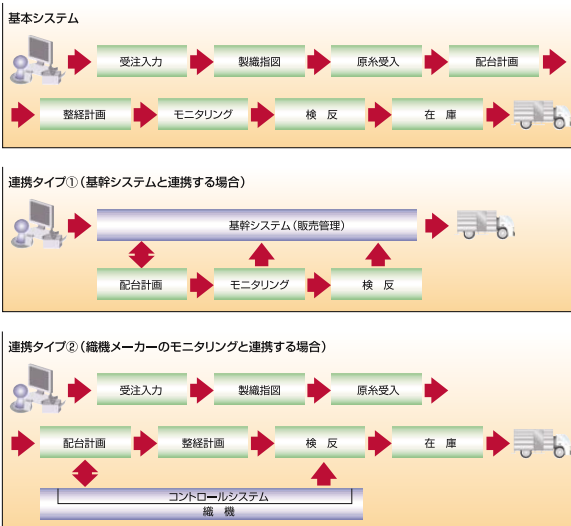 基本システム
受注入力
製織指図
原糸受入
配台計画
整経計画
モニタリング
検 反
在 庫
連携タイプ①(基幹システムと連携する場合)
基幹システム(販売管理)
配台計画
モニタリング
検 反
連携タイプ②(織機メーカーのモニタリングと連携する場合)
受注入力
製織指図
原糸受入
配台計画
整経計画
検 反
在 庫
コントロールシステム
織 機